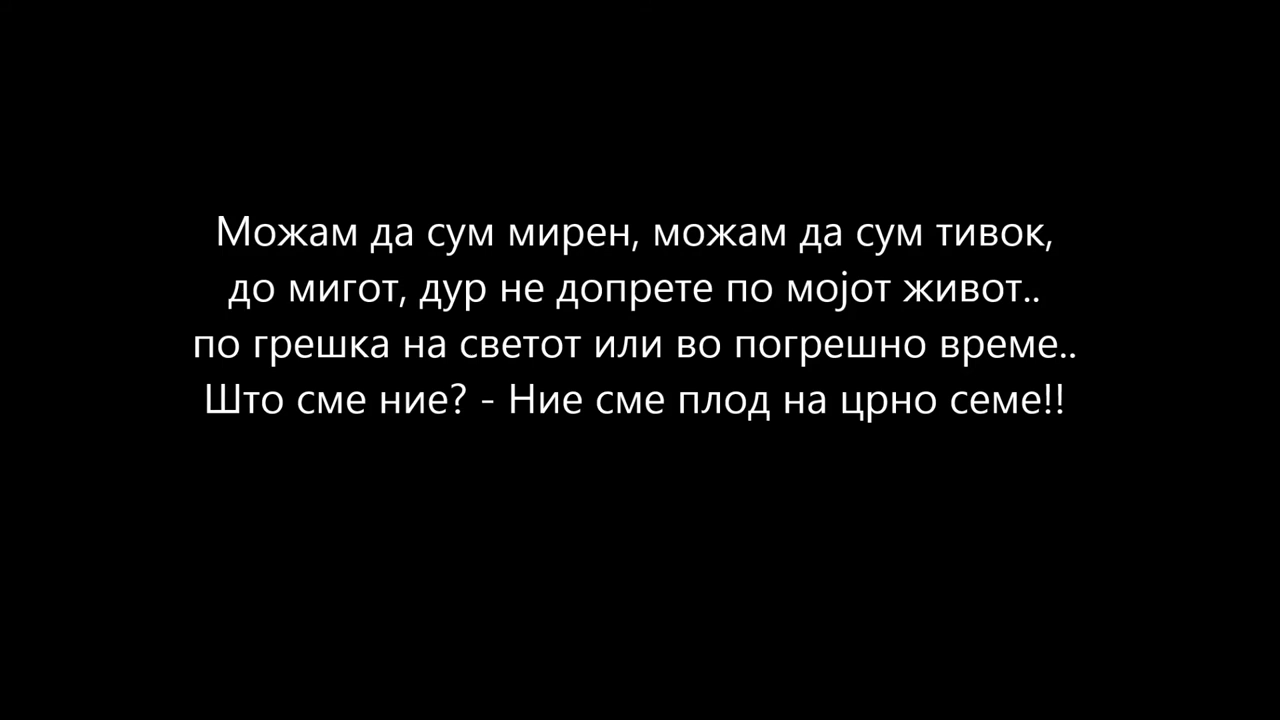 Можам да сум мирен, можам да сум тивок,
до мигот, дур не допрете по мојот живот..
по грешка на светот или во погрешно време..
Што сме ние? - Ние сме плод на црно семе!!